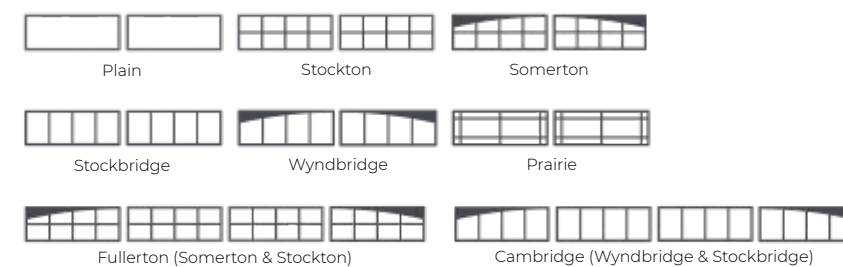 Plain
Stockton
Somerton
Stockbridge
Wyndbridge
Prairie
Fullerton (Somerton & Stockton)
Cambridge (Wyndbridge & Stockbridge)